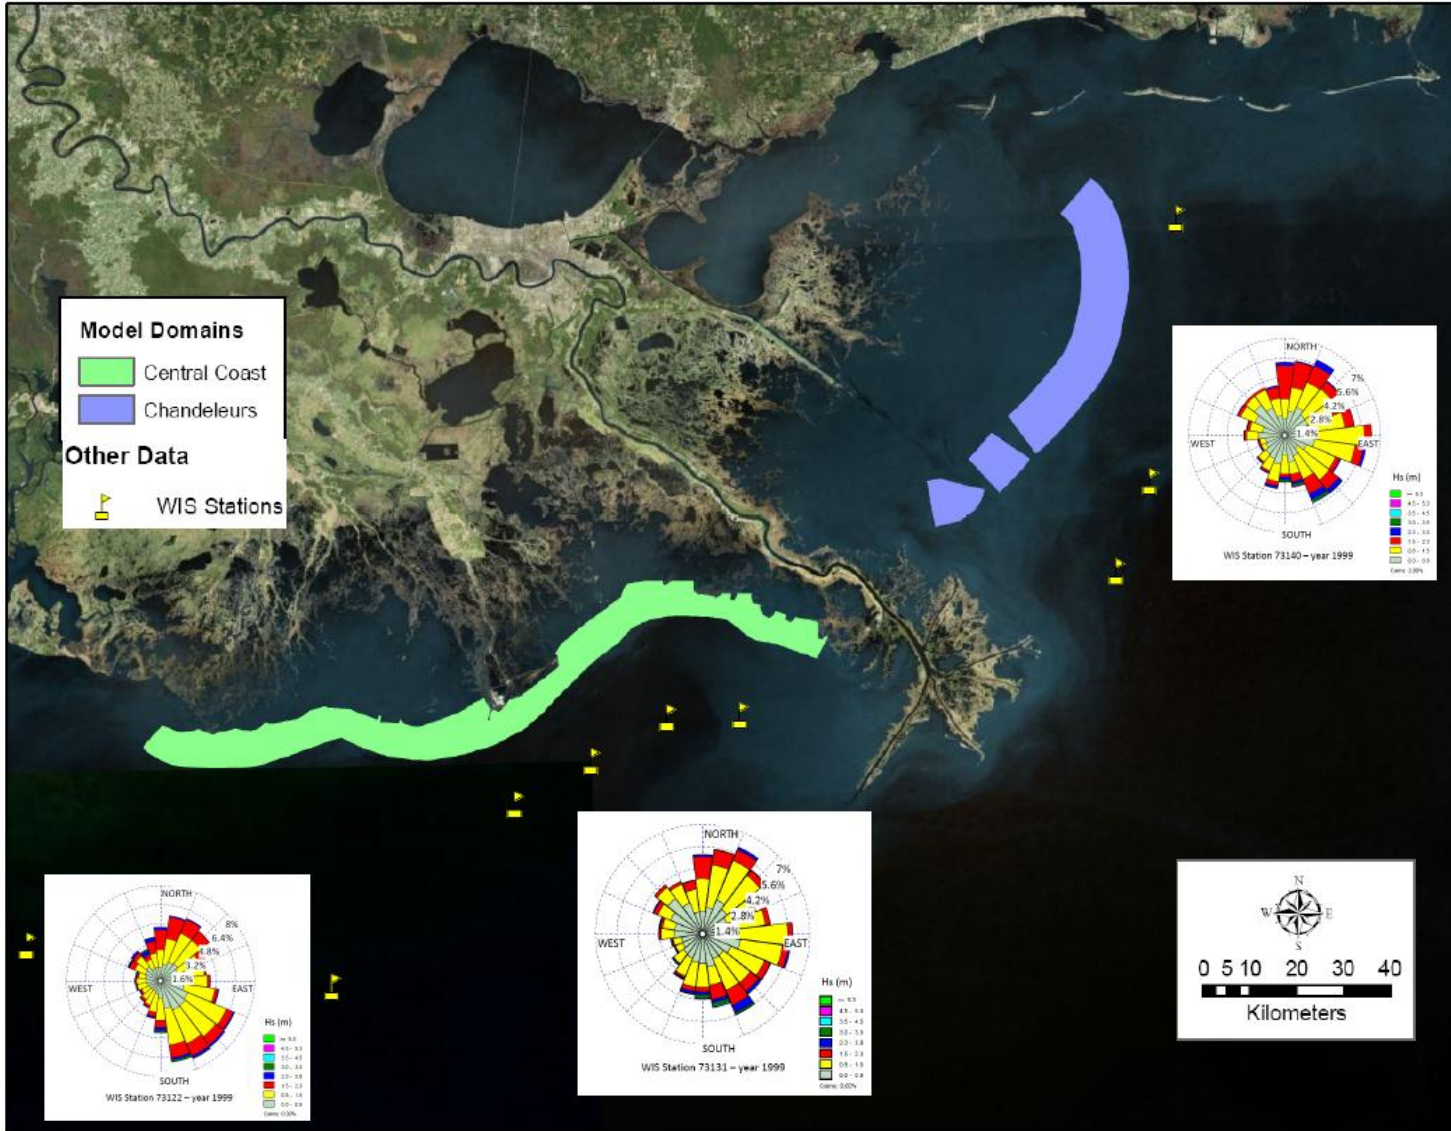 Model Domains
Central Coast
Chandeleurs
Other Data
WIS Stations
NORTH
7%
5.6%
4.2%
2.8%
1.4%
WEST
EAST
SOUTH
Hs (m)
WIS Station 73140 – year 1999
NORTH
7%
5.6%
4.2%
2.8%
1.4%
WEST
EAST
SOUTH
Hs (m)
WIS Station 73131 – year 1999
NORTH
8%
6.4%
4.8%
3.2%
1.6%
WEST
EAST
SOUTH
Hs (m)
WIS Station 73122 – year 1999
N
W
E
S
0 5 10 20 30 40
Kilometers